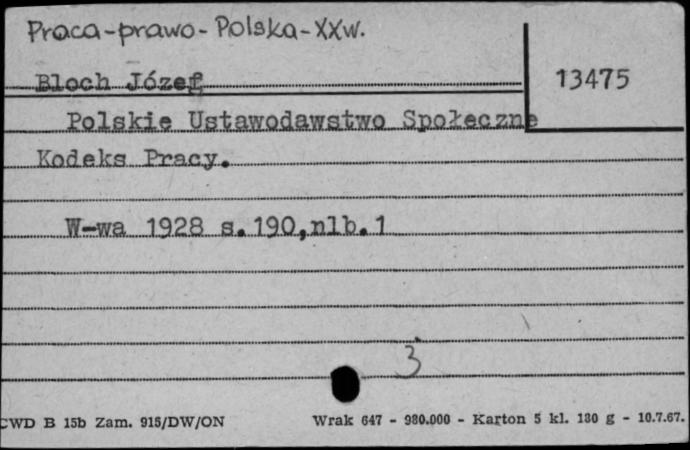 Praca-prawo-Polska-XXw.
Bloch Józef
13475
Polskie Ustawodawstwo Społeczne
Kodeks Pracy.
W-wa 1928 s.190,nlb.1
3
CWD B 15b Zam. 915/DW/ON
Wrak 647 - 980.000 - Karton 5 kl. 180 g - 10.7.67.